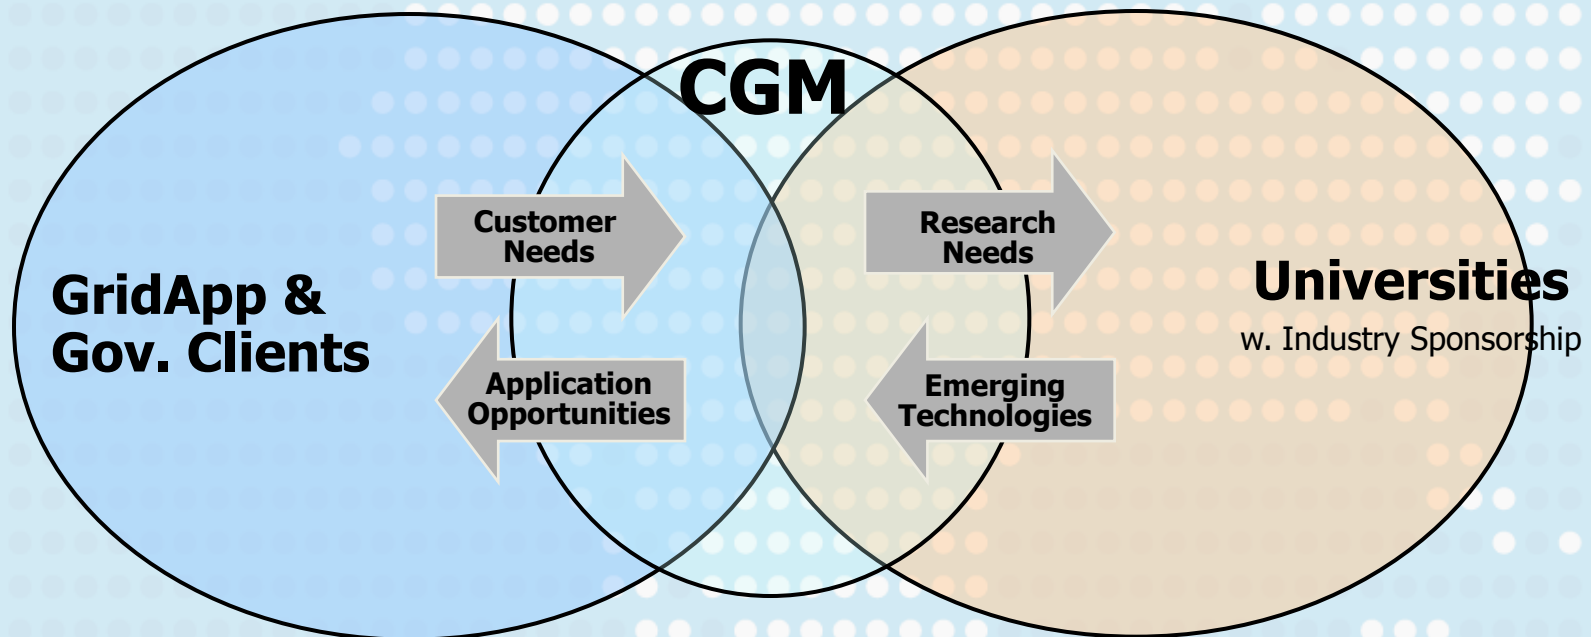 CGM
Customer
Needs
Research
Needs
GridApp &
Gov. Clients
Universities
w. Industry Sponsorship
Application
Opportunities
Emerging
Technologies